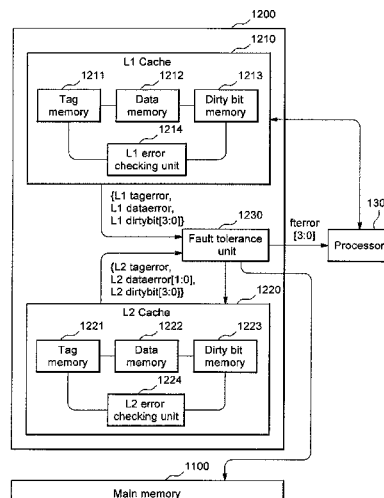 1200
1210
L1 Cache
1211
1212
1213
Tag
memory
Data
memory
Dirty bit
memory
1214
L1 error
checking unit
{L1 tagerror,
L1 dataerror,
L1 dirtybit[3:0]}
1230
Fault tolerance
unit
fterror
[3:0]
130
Processor
{L2 tagerror,
L2 dataerror[1:0],
L2 dirtybit[3:0]}
1220
L2 Cache
1221
1222
1223
Tag
memory
Data
memory
Dirty bit
memory
1224
L2 error
checking unit
1100
Main memory